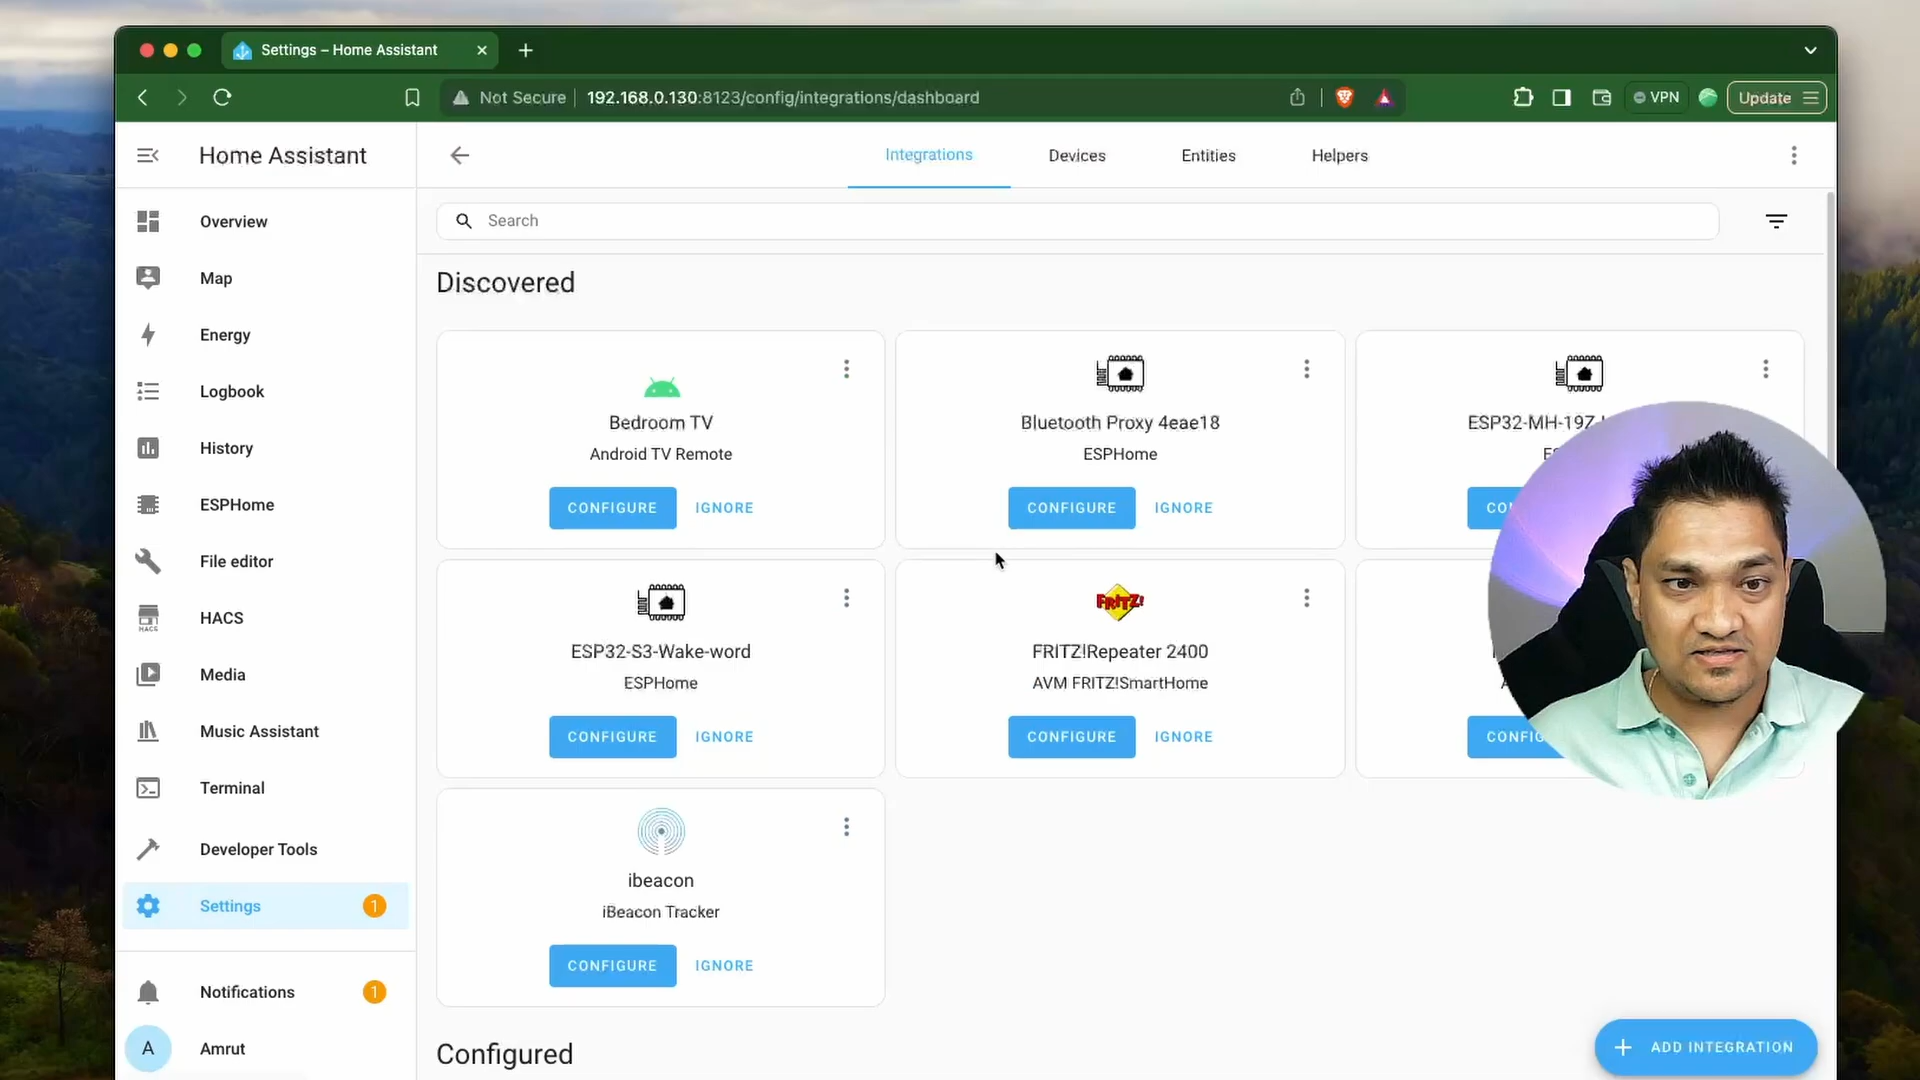 Settings – Home Assistant
Not Secure 192.168.0.130:8123/config/integrations/dashboard
VPN
Update
Home Assistant
Integrations
Devices
Entities
Helpers
Overview
Map
Energy
Logbook
History
ESPHome
File editor
HACS
HACS
Media
Music Assistant
Terminal
Developer Tools
Settings
1
Notifications
1
A
Amrut
Search
Discovered
Bedroom TV
Android TV Remote
CONFIGURE
IGNORE
Bluetooth Proxy 4eae18
ESPHome
CONFIGURE
IGNORE
ESP32-MH-19Z
ESP32-S3-Wake-word
ESPHome
CONFIGURE
IGNORE
FRITZ!
FRITZ!Repeater 2400
AVM FRITZ!SmartHome
CONFIGURE
IGNORE
ibeacon
iBeacon Tracker
CONFIGURE
IGNORE
Configured
ADD INTEGRATION